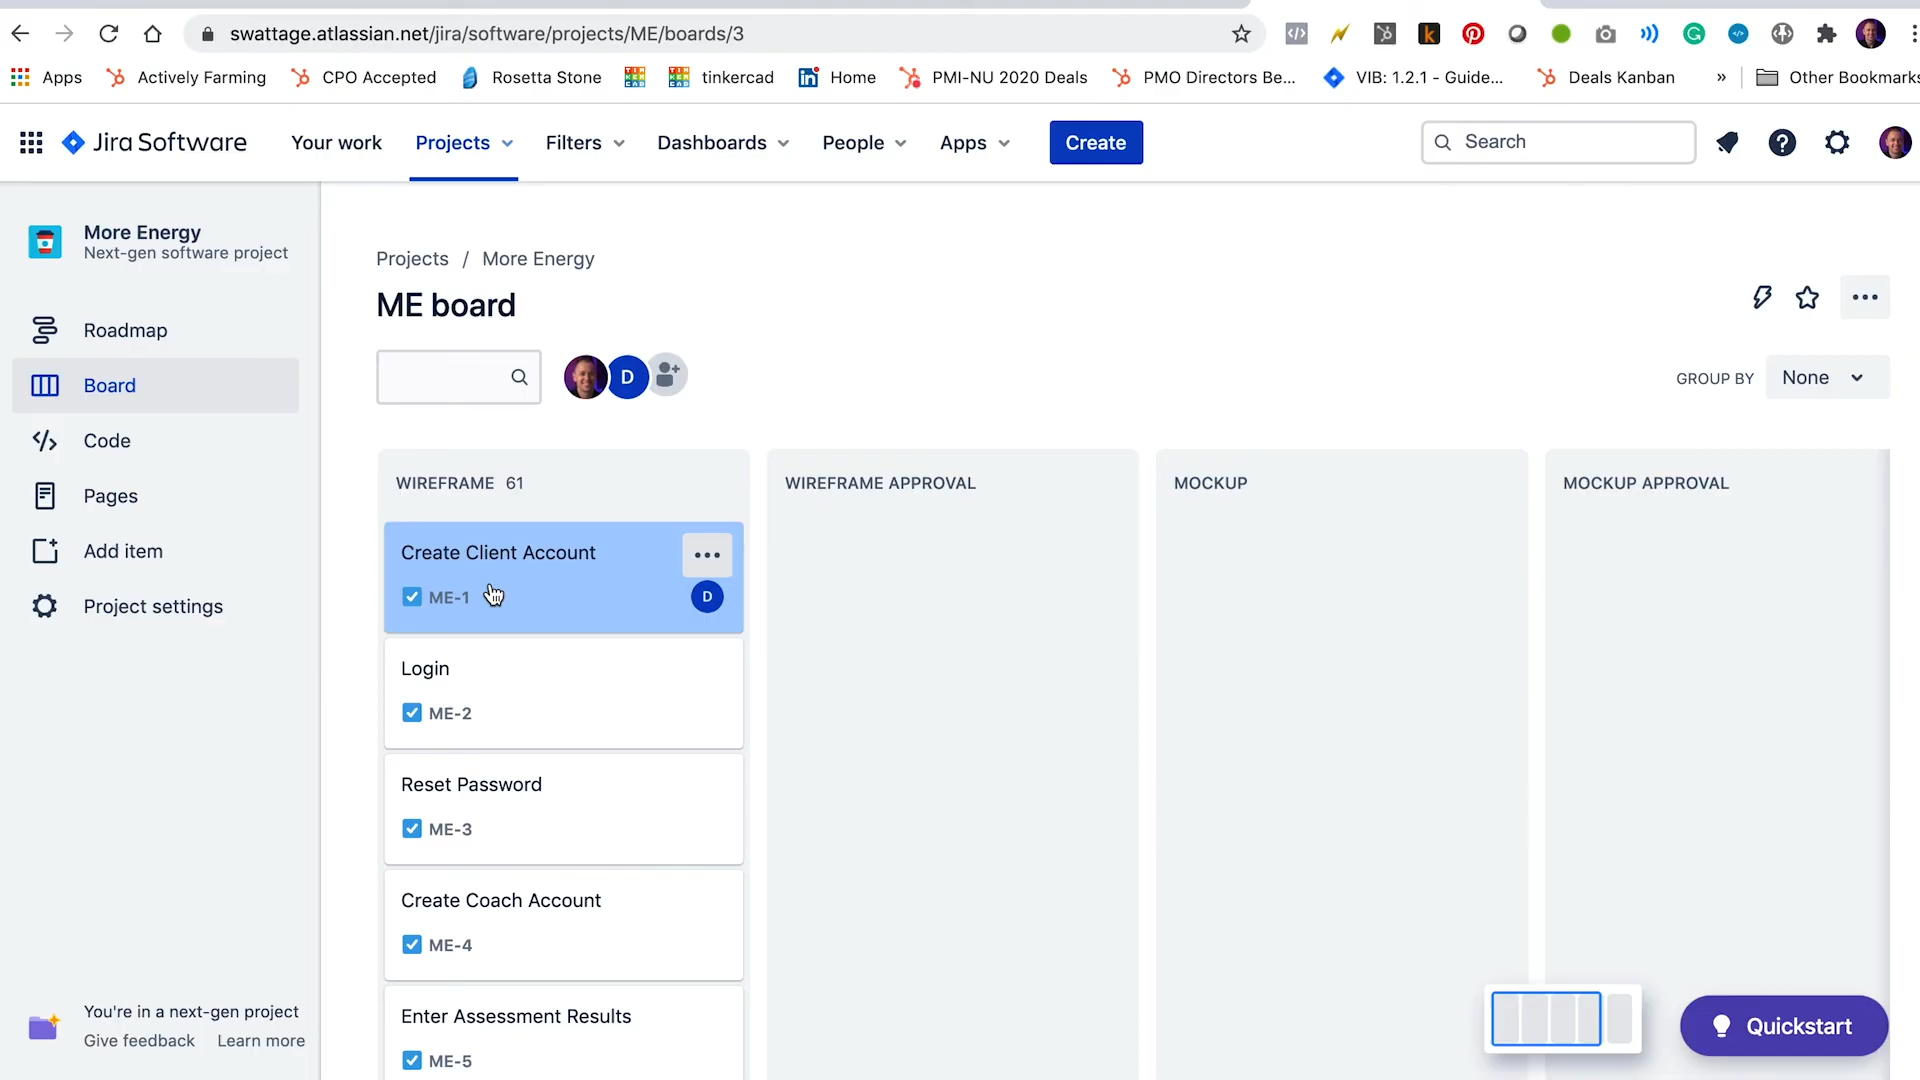 swattage.atlassian.net/jira/software/projects/ME/boards/3
Apps Actively Farming CPO Accepted Rosetta Stone tinkercad Home PMI-NU 2020 Deals PMO Directors Be... VIB: 1.2.1 - Guide... Deals Kanban » Other Bookmarks
Jira Software Your work Projects Filters Dashboards People Apps Create Search
More Energy
Next-gen software project
Roadmap
Board
Code
Pages
Add item
Project settings
You're in a next-gen project
Give feedback Learn more
Projects / More Energy
ME board
D
GROUP BY None
WIREFRAME 61
WIREFRAME APPROVAL
MOCKUP
MOCKUP APPROVAL
Create Client Account
ME-1
D
Login
ME-2
Reset Password
ME-3
Create Coach Account
ME-4
Enter Assessment Results
ME-5
Quickstart